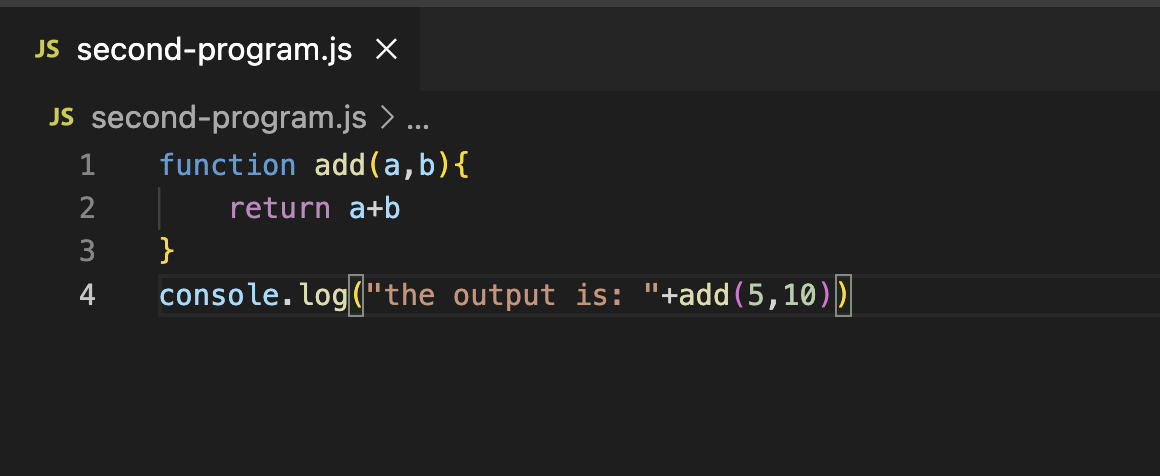 JS second-program.js ×
JS second-program.js > ...
1 function add(a,b){
2     return a+b
3 }
4 console.log("the output is: "+add(5,10))